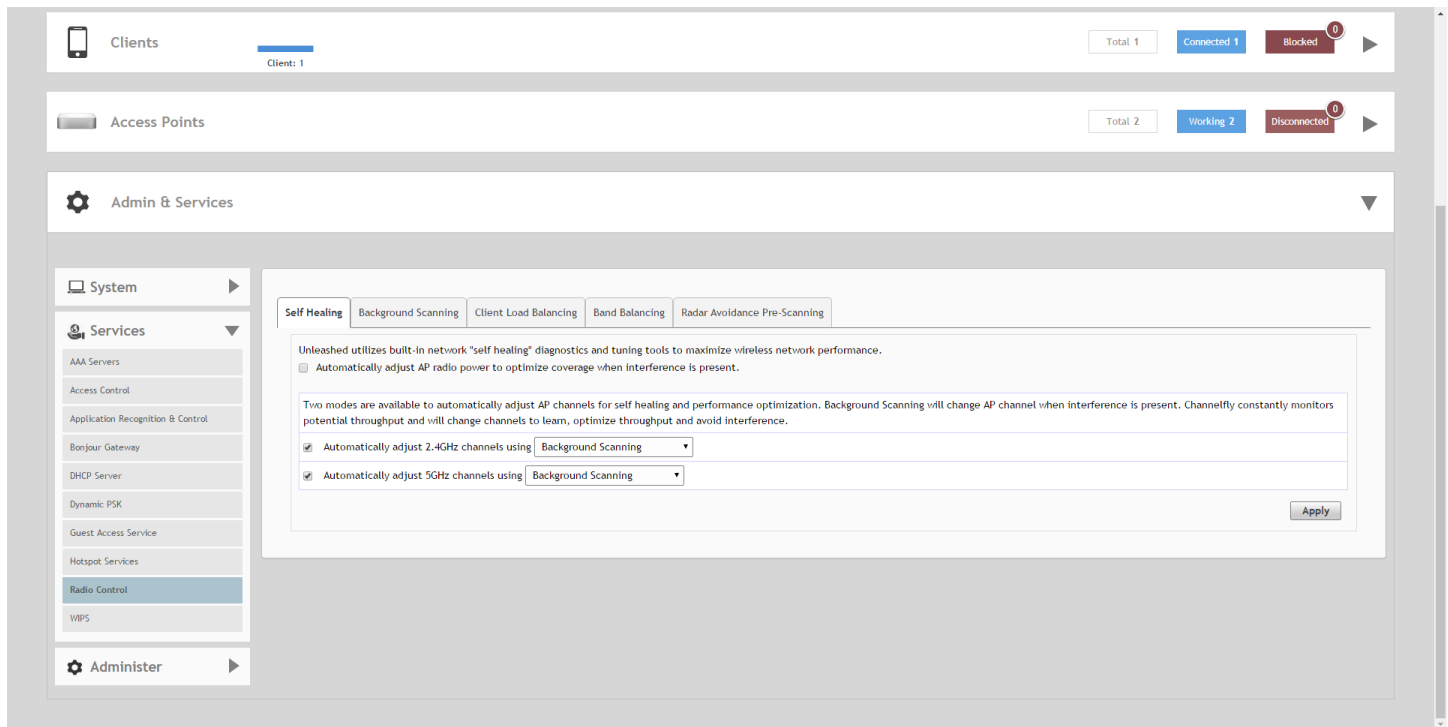 Clients
Client: 1
Total 1
Connected 1
Blocked
0
Access Points
Total 2
Working 2
Disconnected
0
Admin & Services
System
Services
AAA Servers
Access Control
Application Recognition & Control
Bonjour Gateway
DHCP Server
Dynamic PSK
Guest Access Service
Hotspot Services
Radio Control
WIPS
Administer
Self Healing
Background Scanning
Client Load Balancing
Band Balancing
Radar Avoidance Pre-Scanning
Unleashed utilizes built-in network "self healing" diagnostics and tuning tools to maximize wireless network performance.
Automatically adjust AP radio power to optimize coverage when interference is present.
Two modes are available to automatically adjust AP channels for self healing and performance optimization. Background Scanning will change AP channel when interference is present. Channelfly constantly monitors
potential throughput and will change channels to learn, optimize throughput and avoid interference.
Automatically adjust 2.4GHz channels using Background Scanning
Automatically adjust 5GHz channels using Background Scanning
Apply